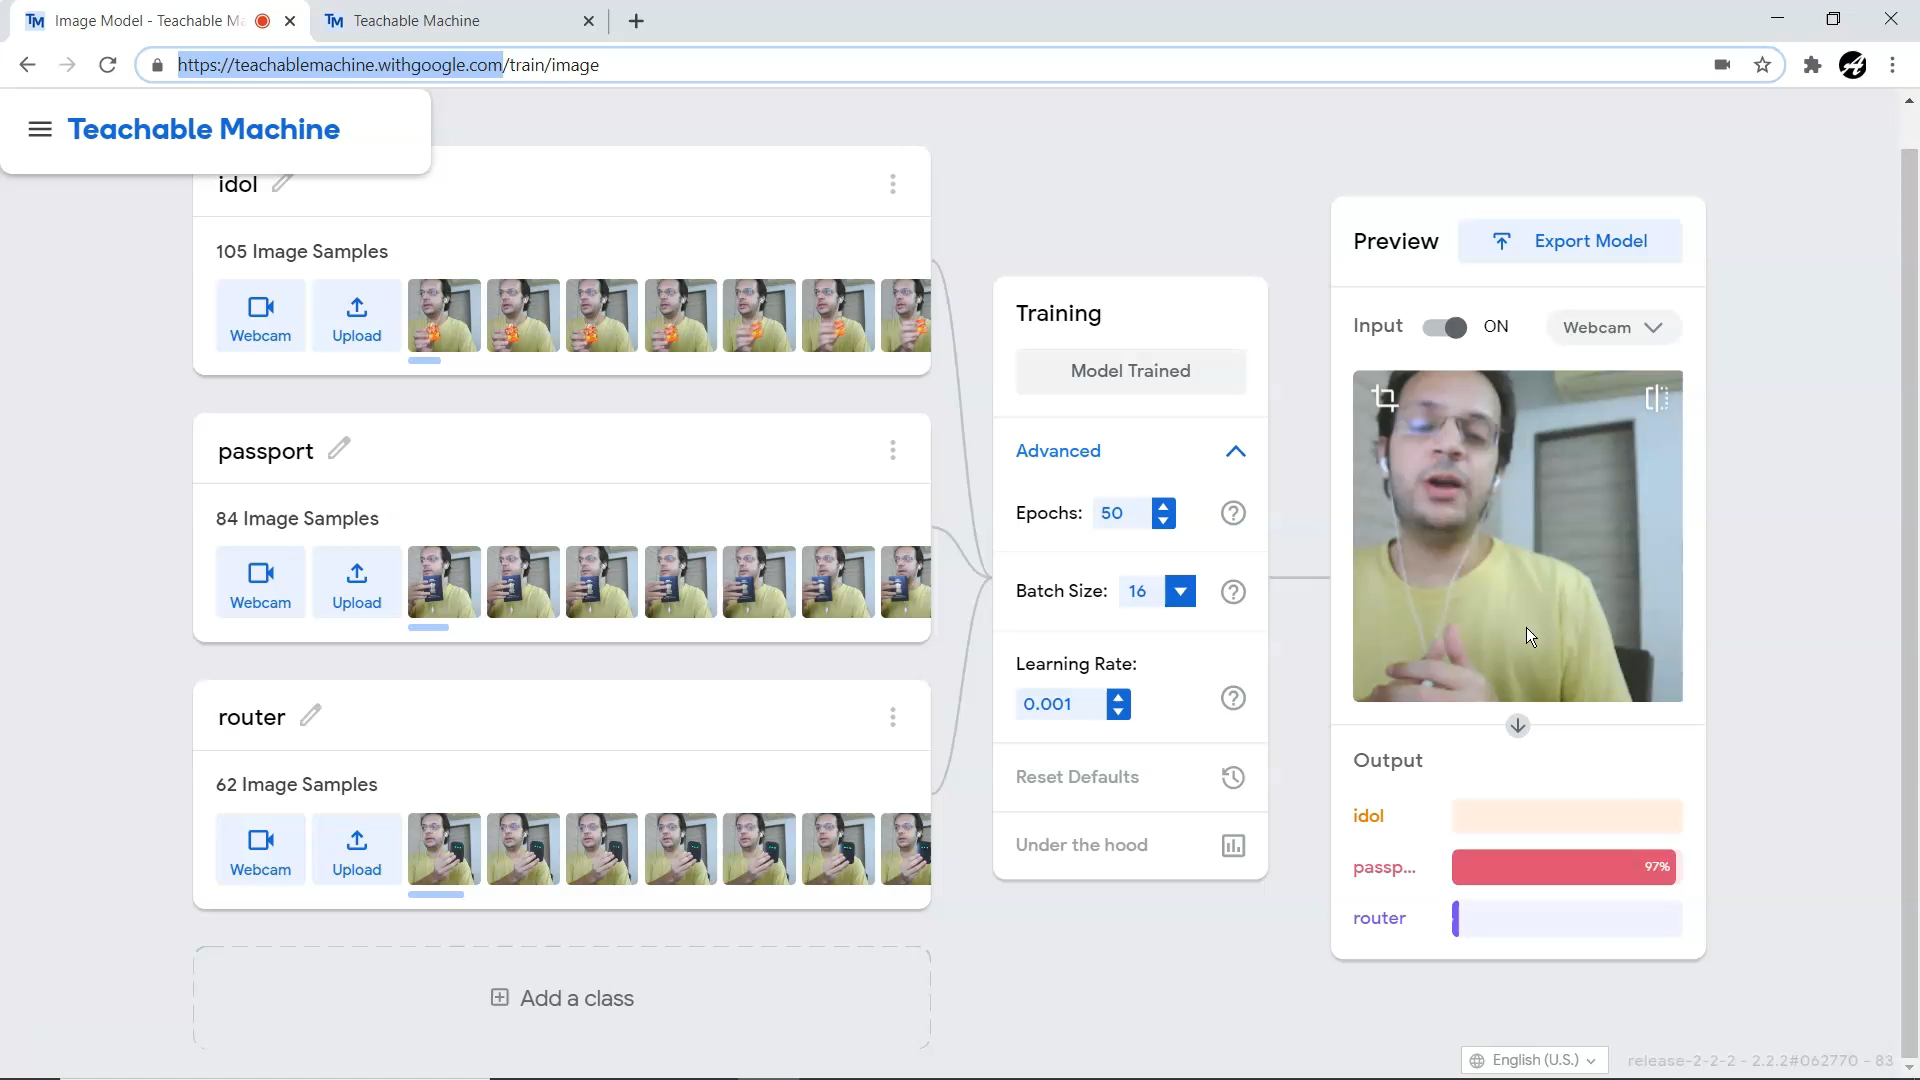 Image Model - Teachable Ma
Teachable Machine
https://teachablemachine.withgoogle.com/train/image
Teachable Machine
idol
105 Image Samples
Webcam
Upload
passport
84 Image Samples
Webcam
Upload
router
62 Image Samples
Webcam
Upload
Add a class
Training
Model Trained
Advanced
Epochs: 50
Batch Size: 16
Learning Rate:
0.001
Reset Defaults
Under the hood
Preview
Export Model
Input ON Webcam
Output
idol
passp... 97%
router
English (U.S.)
release-2-2-2 - 2.2.2#062770 - 83